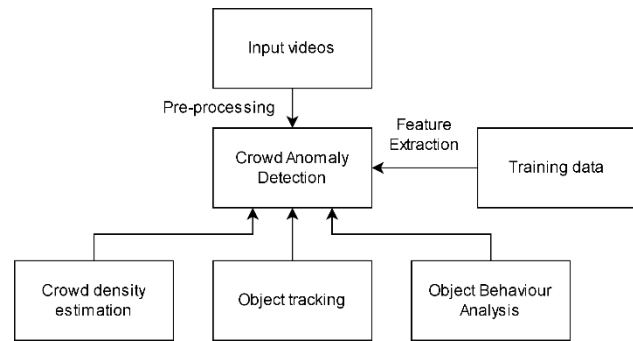 Input videos
Pre-processing
Feature
Extraction
Crowd Anomaly
Detection
Training data
Crowd density
estimation
Object tracking
Object Behaviour
Analysis